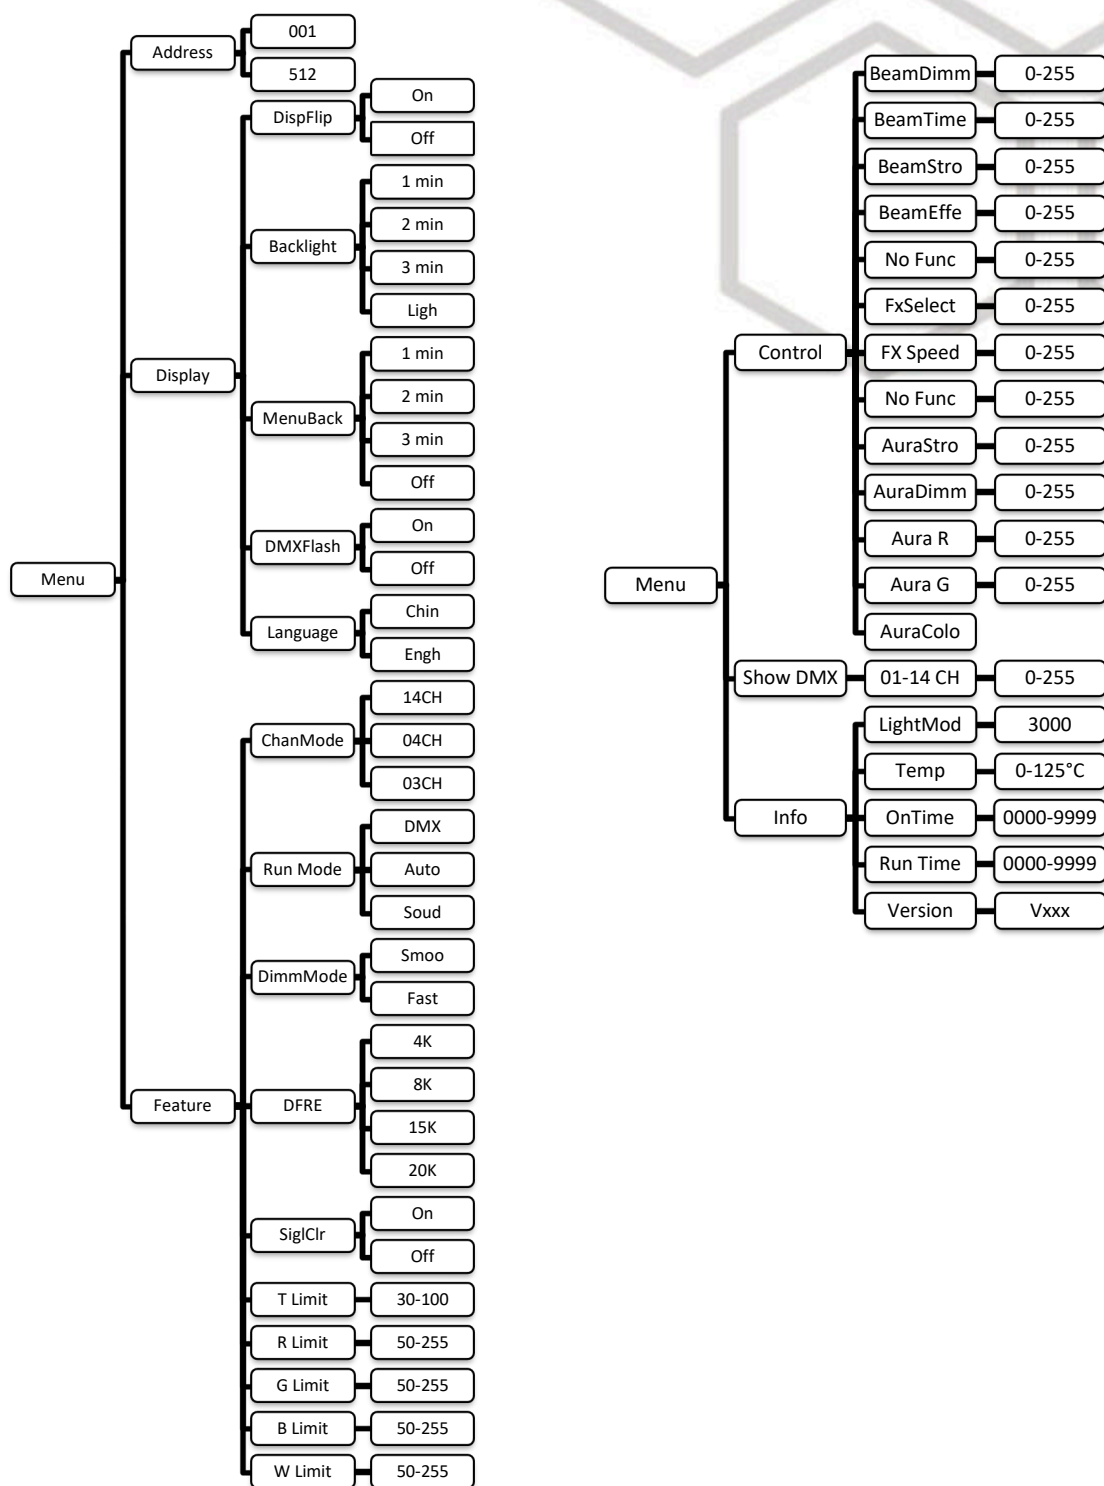 Menu
Address
001
512
Display
DispFlip
On
Off
Backlight
1 min
2 min
3 min
Ligh
MenuBack
1 min
2 min
3 min
Off
DMXFlash
On
Off
Language
Chin
Engh
Feature
ChanMode
14CH
04CH
03CH
Run Mode
DMX
Auto
Soud
DimmMode
Smoo
Fast
DFRE
4K
8K
15K
20K
SiglClr
On
Off
T Limit
30-100
R Limit
50-255
G Limit
50-255
B Limit
50-255
W Limit
50-255
Menu
Control
BeamDimm
0-255
BeamTime
0-255
BeamStro
0-255
BeamEffe
0-255
No Func
0-255
FxSelect
0-255
FX Speed
0-255
No Func
0-255
AuraStro
0-255
AuraDimm
0-255
Aura R
0-255
Aura G
0-255
AuraColo
Show DMX
01-14 CH
0-255
Info
LightMod
3000
Temp
0-125°C
OnTime
0000-9999
Run Time
0000-9999
Version
Vxxx